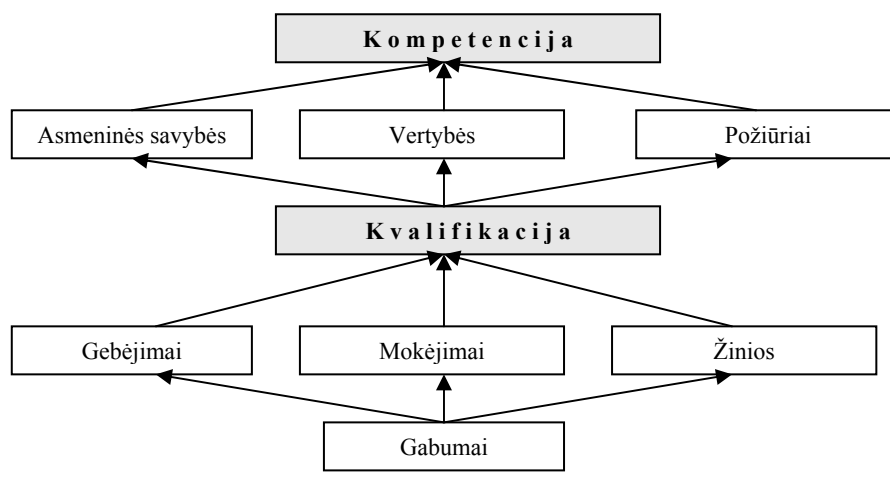 Kompetencija
Asmeninės savybės
Vertybės
Požiūriai
Kvalifikacija
Gebėjimai
Mokėjimai
Žinios
Gabumai